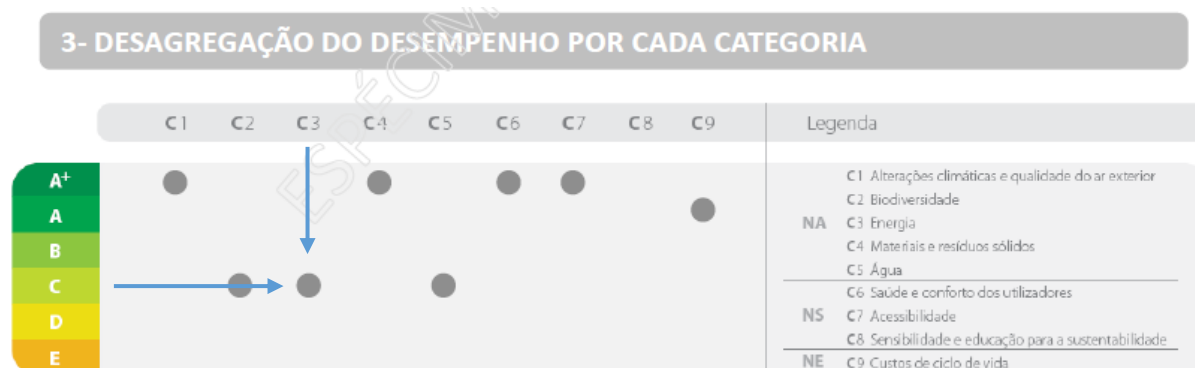 3- DESAGREGAÇÃO DO DESEMPENHO POR CADA CATEGORIA
ESPÉCIM
C1 C2 C3 C4 C5 C6 C7 C8 C9 Legenda
A+
A
B
C
D
E
C1 Alterações climáticas e qualidade do ar exterior
C2 Biodiversidade
NA C3 Energia
C4 Materiais e resíduos sólidos
C5 Água
C6 Saúde e conforto dos utilizadores
NS C7 Acessibilidade
C8 Sensibilidade e educação para a sustentabilidade
NE C9 Custos de ciclo de vida